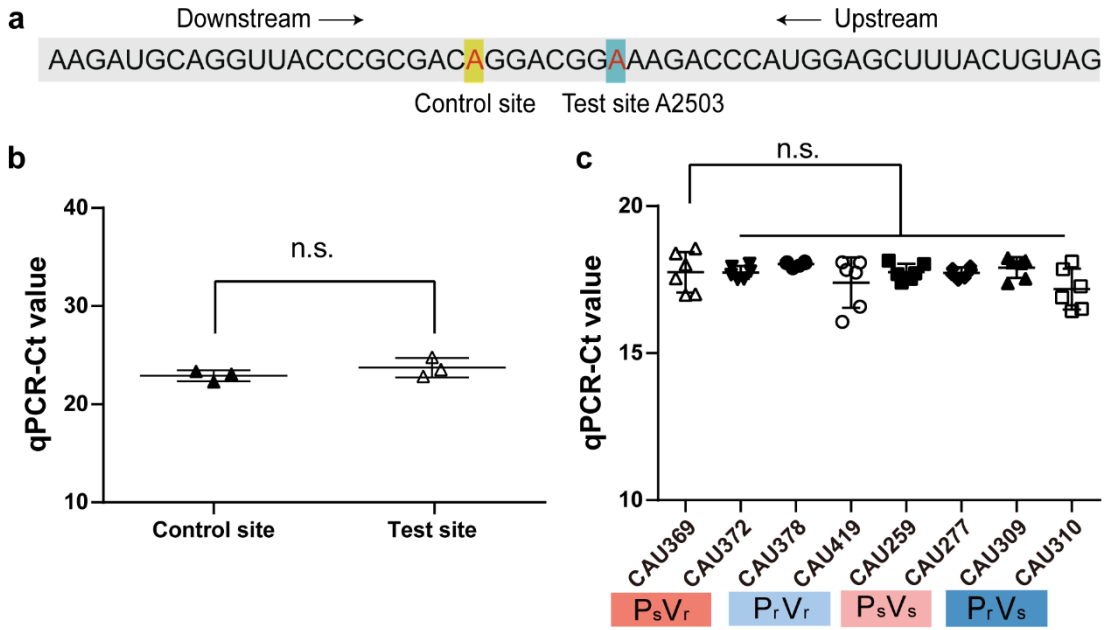 a
Downstream → ← Upstream
AAGAUGCAGGUUACCCGCGACAGGACGGAAAGACCCAUGGAGCUUUACUGUAG
Control site Test site A2503
b
qPCR-Ct value
40
30
20
10
n.s.
Control site Test site
c
qPCR-Ct value
20
15
10
n.s.
CAU369 CAU372 CAU378 CAU419 CAU259 CAU277 CAU309 CAU310
PsVr PrVr PsVs PrVs